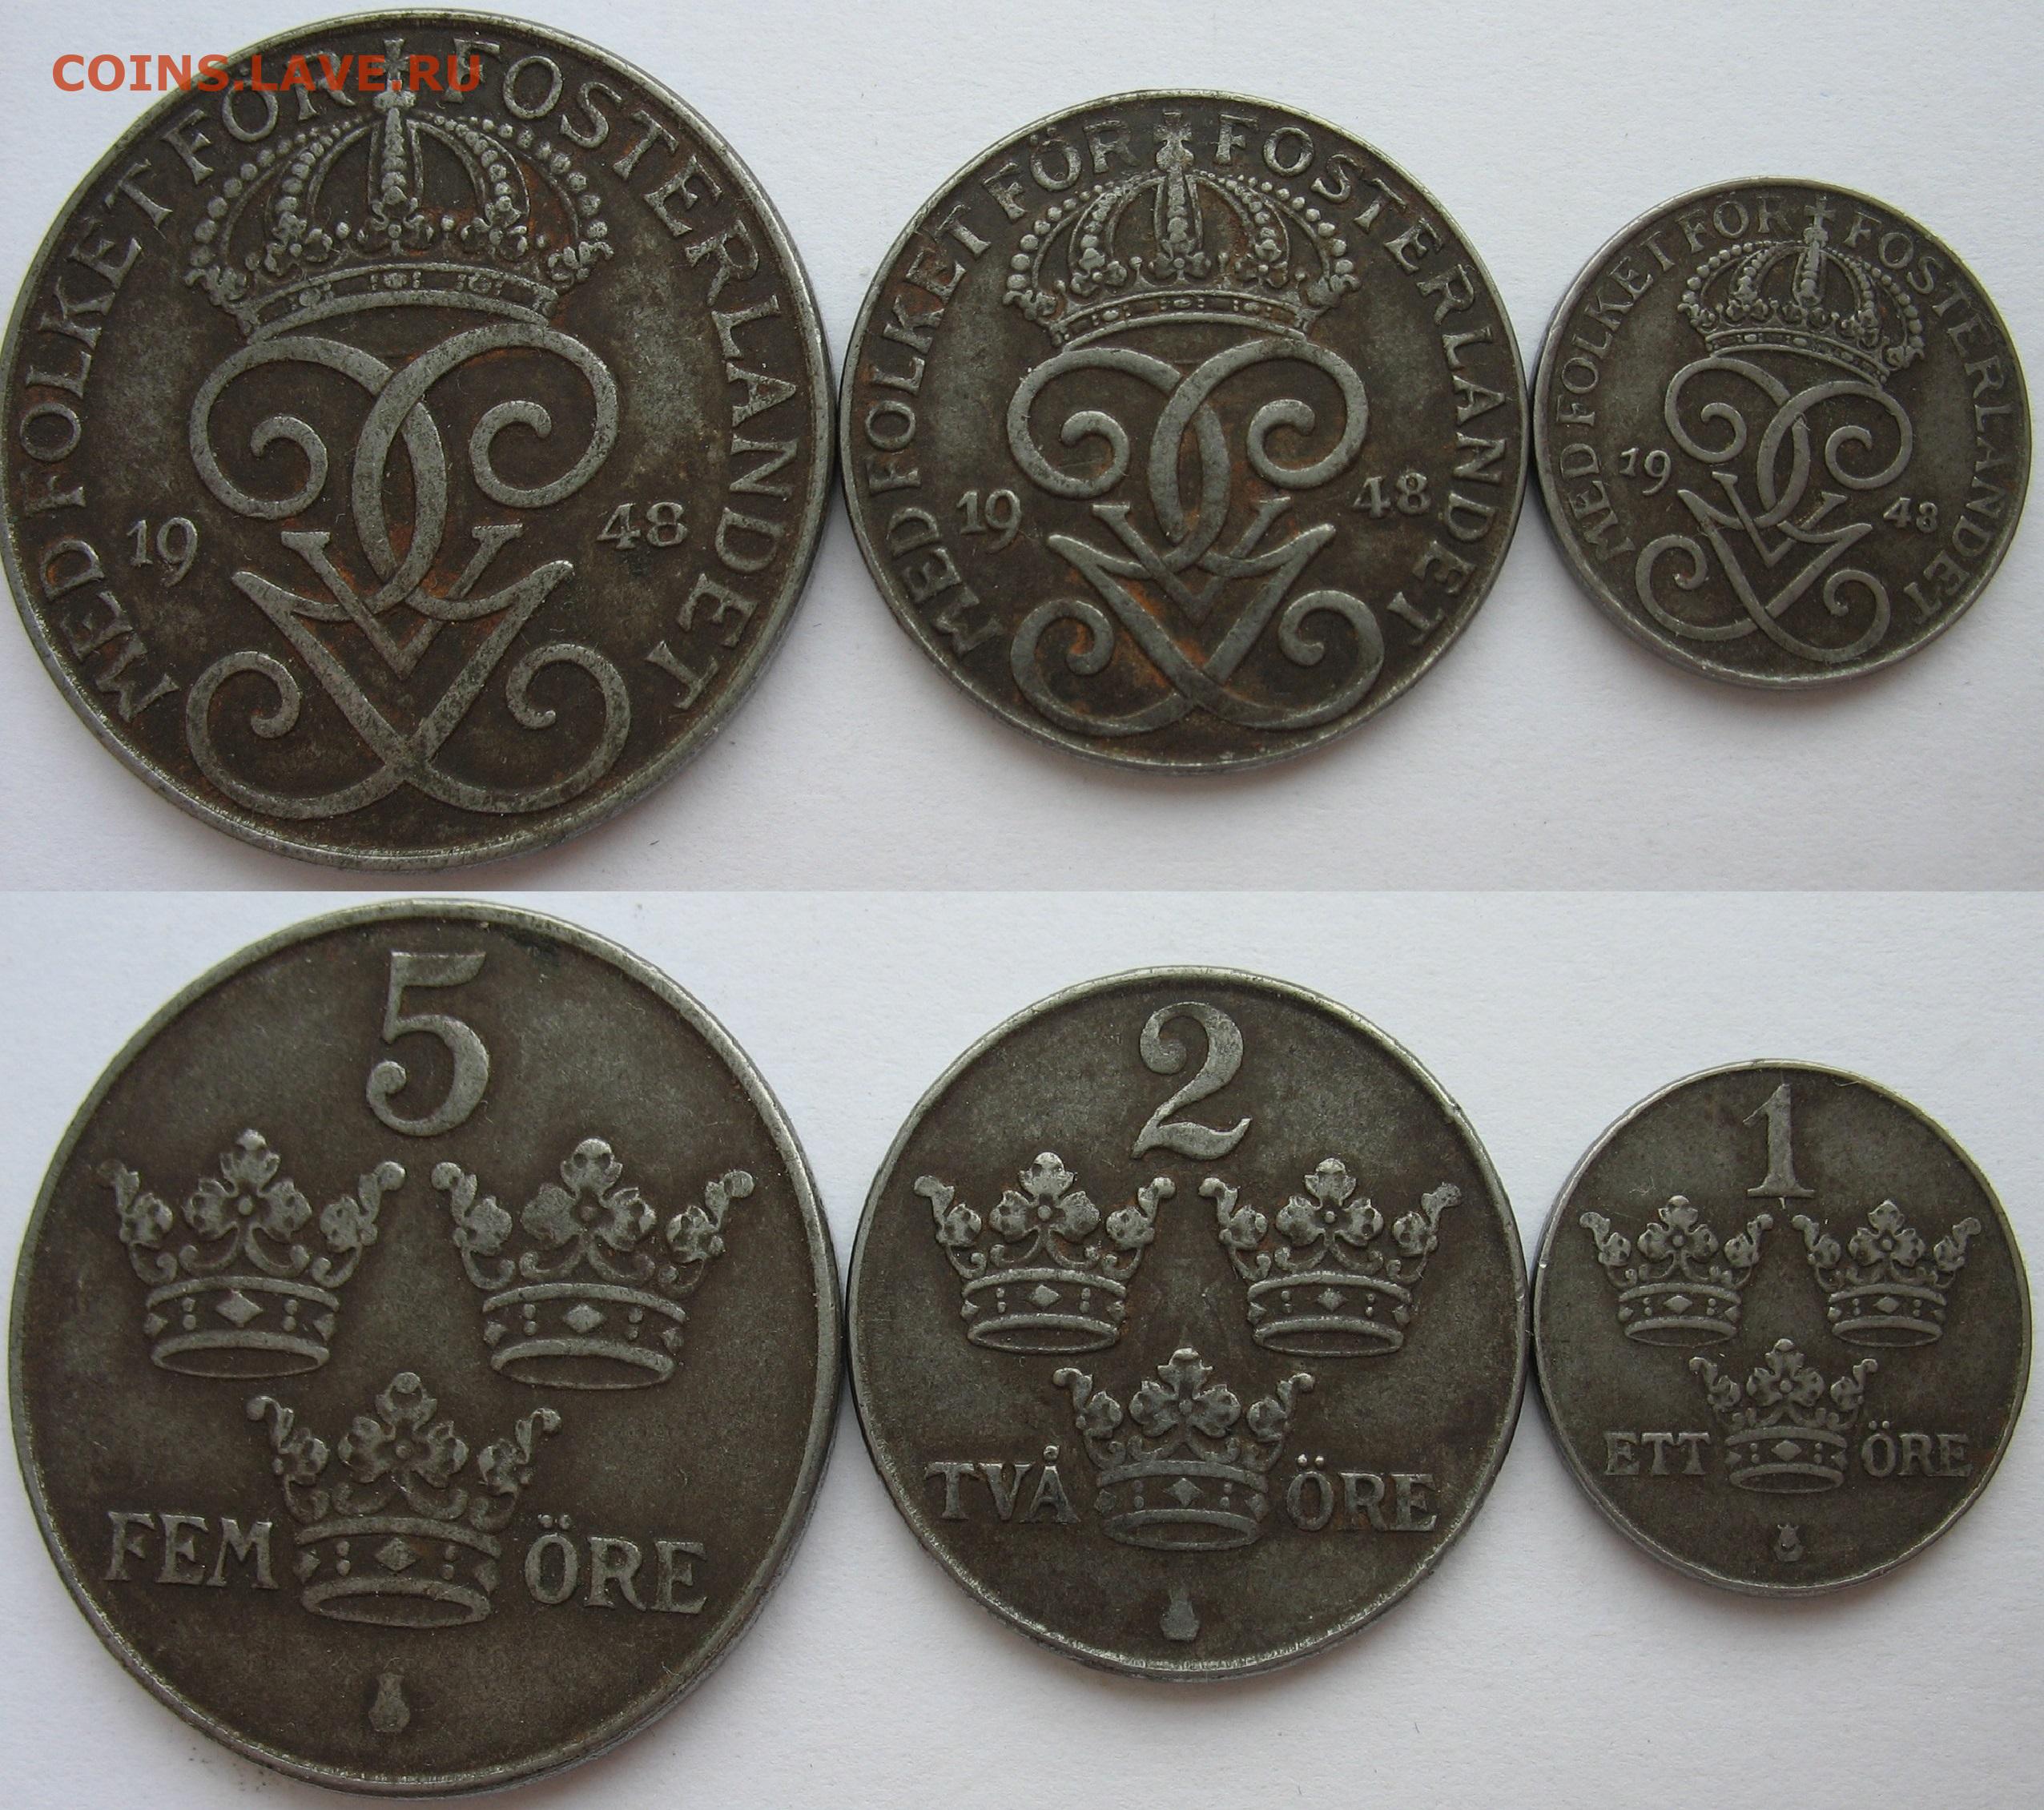 COINS.LAVE.RU
MED FOLKET FÖR FOSTERLANDET
19 48
MED FOLKET FÖR FOSTERLANDET
19 48
MED FOLKET FÖR FOSTERLANDET
19 48
5
FEM ÖRE
2
TVÅ ÖRE
1
ETT ÖRE